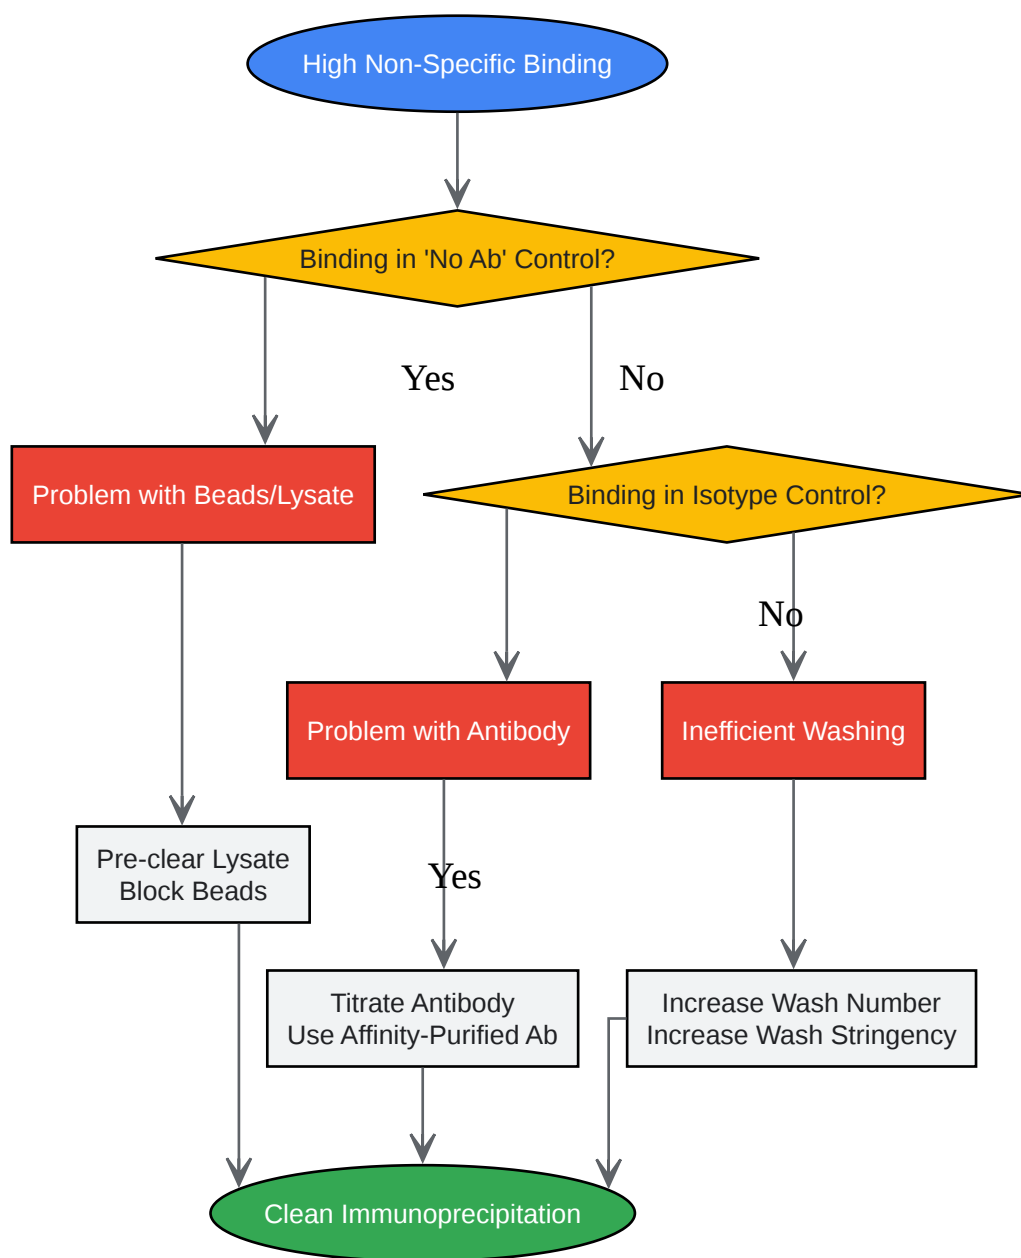 High Non-Specific Binding
Binding in 'No Ab' Control?
Yes
No
Problem with Beads/Lysate
Binding in Isotype Control?
No
Problem with Antibody
Inefficient Washing
Pre-clear Lysate
Block Beads
Yes
Titrate Antibody
Use Affinity-Purified Ab
Increase Wash Number
Increase Wash Stringency
Clean Immunoprecipitation